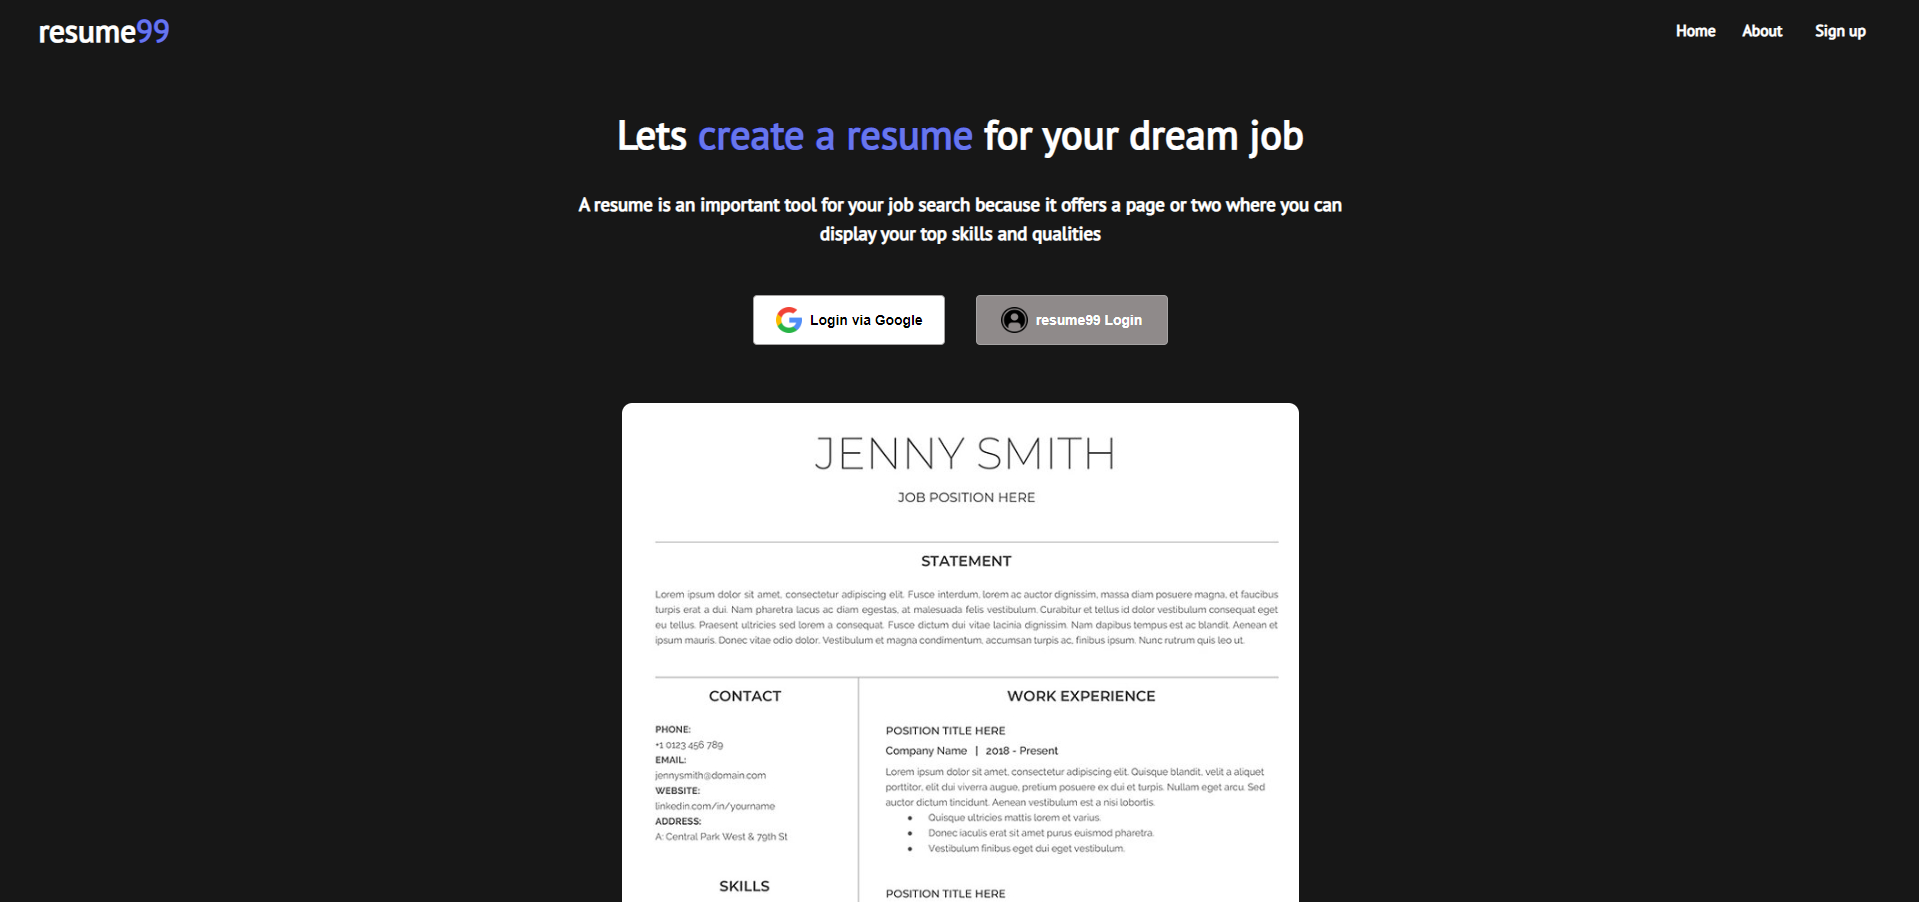 resume99
Home About Sign up
Lets create a resume for your dream job
A resume is an important tool for your job search because it offers a page or two where you can
display your top skills and qualities
Login via Google
resume99 Login
JENNY SMITH
JOB POSITION HERE
STATEMENT
Lorem ipsum dolor sit amet, consectetur adipiscing elit. Fusce interdum, lorem ac auctor dignissim, massa diam posuere magna, et faucibus
turpis erat a dui. Nam pharetra lacus ac diam egestas, at malesuada felis vestibulum. Curabitur et tellus id dolor vestibulum consequat eget
eu tellus. Praesent ultricies sed lorem a consequat. Fusce dictum dui vitae lacinia dignissim. Nam dapibus tempus est ac blandit. Aenean et
ipsum mauris. Donec vitae odio dolor. Vestibulum et magna condimentum, accumsan turpis ac, finibus ipsum. Nunc rutrum quis leo ut.
CONTACT
PHONE:
+1 0123 456 789
EMAIL:
jennysmith@domain.com
WEBSITE:
linkedin.com/in/yourname
ADDRESS:
A: Central Park West & 79th St
SKILLS
WORK EXPERIENCE
POSITION TITLE HERE
Company Name | 2018 - Present
Lorem ipsum dolor sit amet, consectetur adipiscing elit. Quisque blandit, velit a aliquet
porttitor, elit dui viverra augue, pretium posuere ex dui et turpis. Nullam eget arcu. Sed
auctor dictum tincidunt. Aenean vestibulum est a nisi lobortis.
• Quisque ultricies mattis lorem et varius.
• Donec iaculis erat sit amet purus euismod pharetra.
• Vestibulum finibus eget dui eget vestibulum.
POSITION TITLE HERE